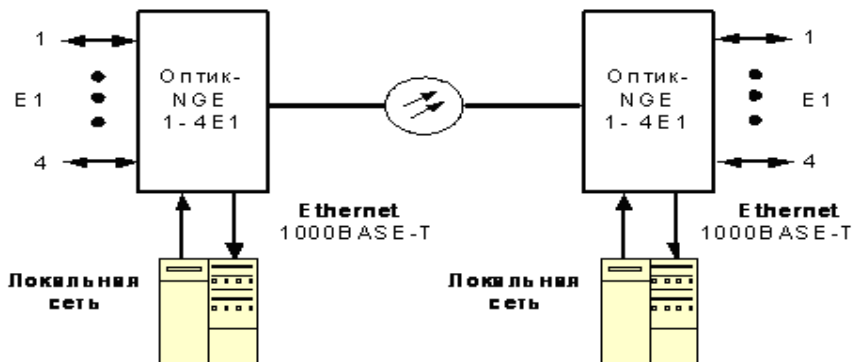 1
E1
4
Оптик-
NGE
1-4E1
Ethernet
1000BASE-T
Локальная
сеть
Оптик-
NGE
1-4E1
1
E1
4
Ethernet
1000BASE-T
Локальная
сеть